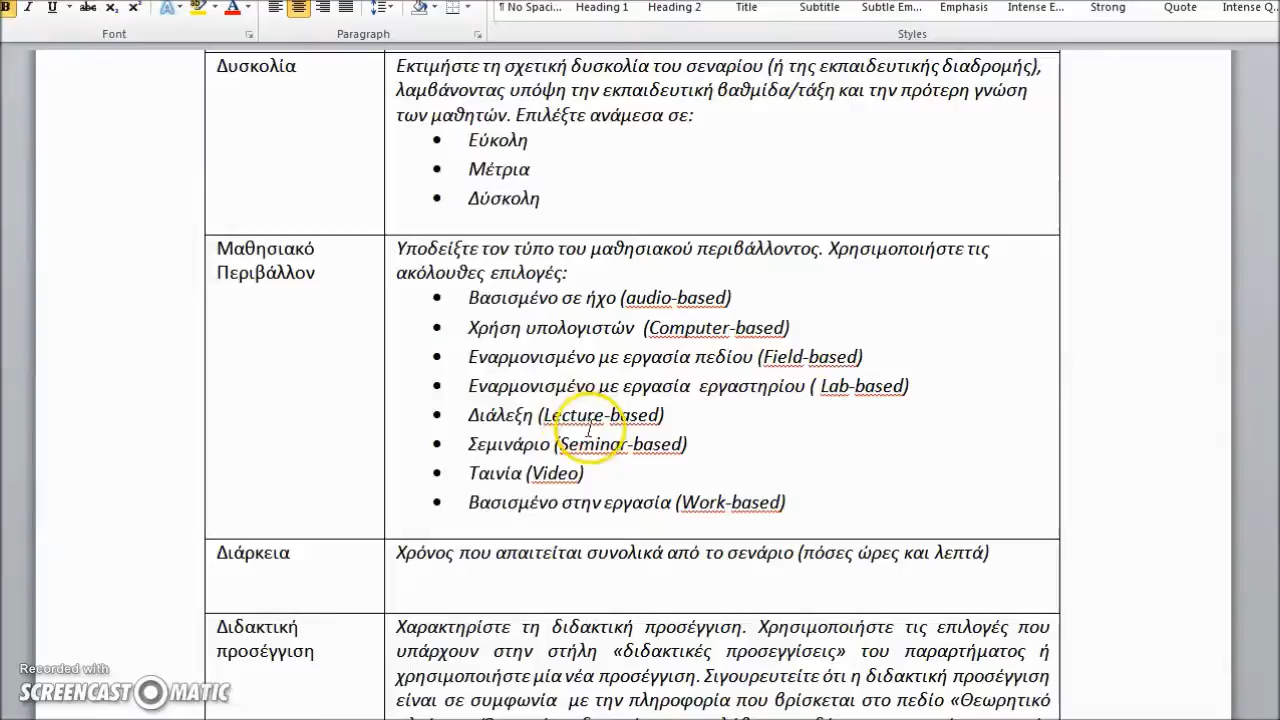 B I U abc X₂ X² A ab A
¶ No Spaci... Heading 1 Heading 2 Title Subtitle Subtle Em... Emphasis Intense E... Strong Quote Intense Q...
Font Paragraph Styles
Δυσκολία
Εκτιμήστε τη σχετική δυσκολία του σεναρίου (ή της εκπαιδευτικής διαδρομής),
λαμβάνοντας υπόψη την εκπαιδευτική βαθμίδα/τάξη και την πρότερη γνώση
των μαθητών. Επιλέξτε ανάμεσα σε:
• Εύκολη
• Μέτρια
• Δύσκολη
Μαθησιακό
Περιβάλλον
Υποδείξτε τον τύπο του μαθησιακού περιβάλλοντος. Χρησιμοποιήστε τις
ακόλουθες επιλογές:
• Βασισμένο σε ήχο (audio-based)
• Χρήση υπολογιστών (Computer-based)
• Εναρμονισμένο με εργασία πεδίου (Field-based)
• Εναρμονισμένο με εργασία εργαστηρίου ( Lab-based)
• Διάλεξη (Lecture-based)
• Σεμινάριο (Seminar-based)
• Ταινία (Video)
• Βασισμένο στην εργασία (Work-based)
Διάρκεια
Χρόνος που απαιτείται συνολικά από το σενάριο (πόσες ώρες και λεπτά)
Διδακτική
προσέγγιση
Χαρακτηρίστε τη διδακτική προσέγγιση. Χρησιμοποιήστε τις επιλογές που
υπάρχουν στην στήλη «διδακτικές προσεγγίσεις» του παραρτήματος ή
χρησιμοποιήστε μία νέα προσέγγιση. Σιγουρευτείτε ότι η διδακτική προσέγγιση
είναι σε συμφωνία με την πληροφορία που βρίσκεται στο πεδίο «Θεωρητικό
Recorded with
SCREENCAST MATIC